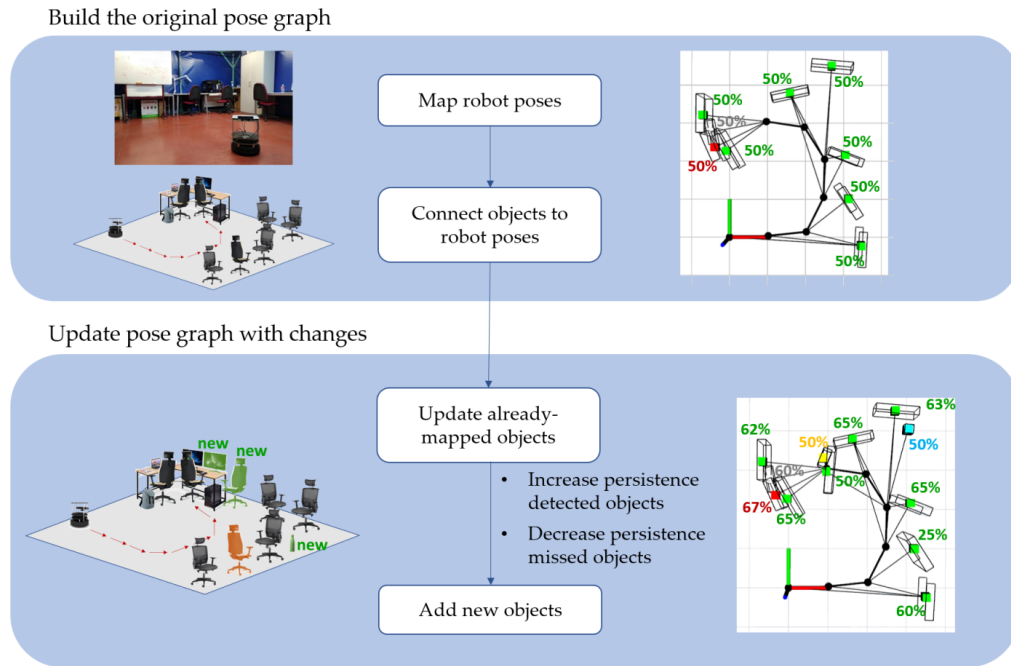 Build the original pose graph
Map robot poses
Connect objects to
robot poses
50%
50%
50%
50%
50%
50%
50%
50%
50%
Update pose graph with changes
Update already-
mapped objects
• Increase persistence
detected objects
• Decrease persistence
missed objects
Add new objects
new
new
new
63%
65%
62%
50%
50%
60%
50%
65%
67%
65%
25%
60%